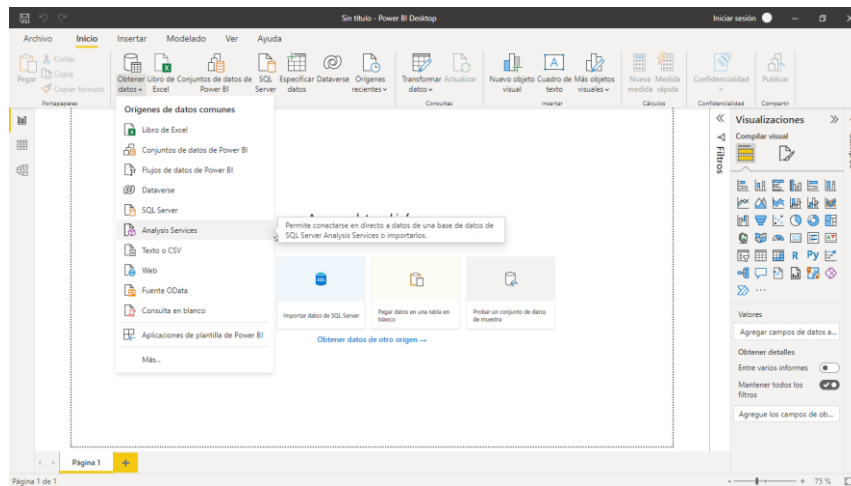 Sin título - Power BI Desktop
Iniciar sesión
Archivo Inicio Insertar Modelado Ver Ayuda
Pegar
Cortar
Copia
Copiar formato
Portapapeles
Obtener datos
Libro de Excel
Conjuntos de datos de Power BI
SQL Server
Especificar datos
Dataverse
Orígenes recientes
Transformar datos
Actualizar
Consultas
Nuevo objeto visual
Cuadro de texto
Más objetos visuales
Insertar
Nueva medida
Medida rápida
Cálculos
Confidencialidad
Confidencialidad
Publicar
Compartir
Orígenes de datos comunes
Libro de Excel
Conjuntos de datos de Power BI
Flujos de datos de Power BI
Dataverse
SQL Server
Analysis Services
Texto o CSV
Web
Fuente OData
Consulta en blanco
Aplicaciones de plantilla de Power BI
Más...
Permite conectarse en directo a datos de una base de datos de
SQL Server Analysis Services o importarlos.
SQL
Importar datos de SQL Server
Pegar datos en una tabla en
blanco
Probar un conjunto de datos
de muestra
Obtener datos de otro origen →
Filtros
Visualizaciones
Compilar visual
R Py
Valores
Agregar campos de datos a...
Obtener detalles
Entre varios informes
Mantener todos los
filtros
Agregue los campos de ob...
Página 1
Página 1 de 1
75 %